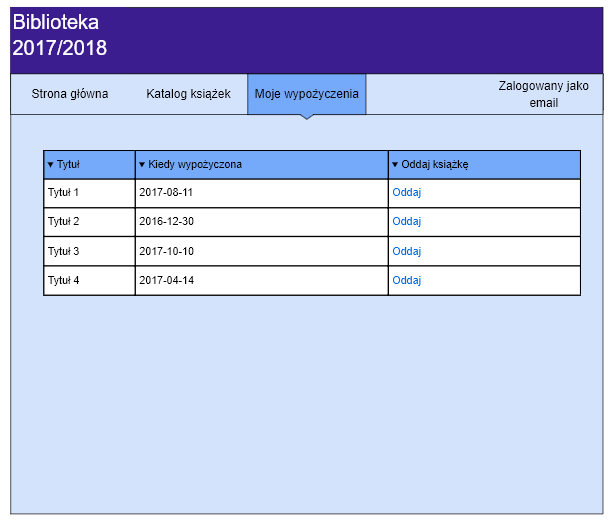 Biblioteka
2017/2018
Strona główna Katalog książek Moje wypożyczenia Zalogowany jako
email
▼ Tytuł ▼ Kiedy wypożyczona ▼ Oddaj książkę
Tytuł 1 2017-08-11 Oddaj
Tytuł 2 2016-12-30 Oddaj
Tytuł 3 2017-10-10 Oddaj
Tytuł 4 2017-04-14 Oddaj